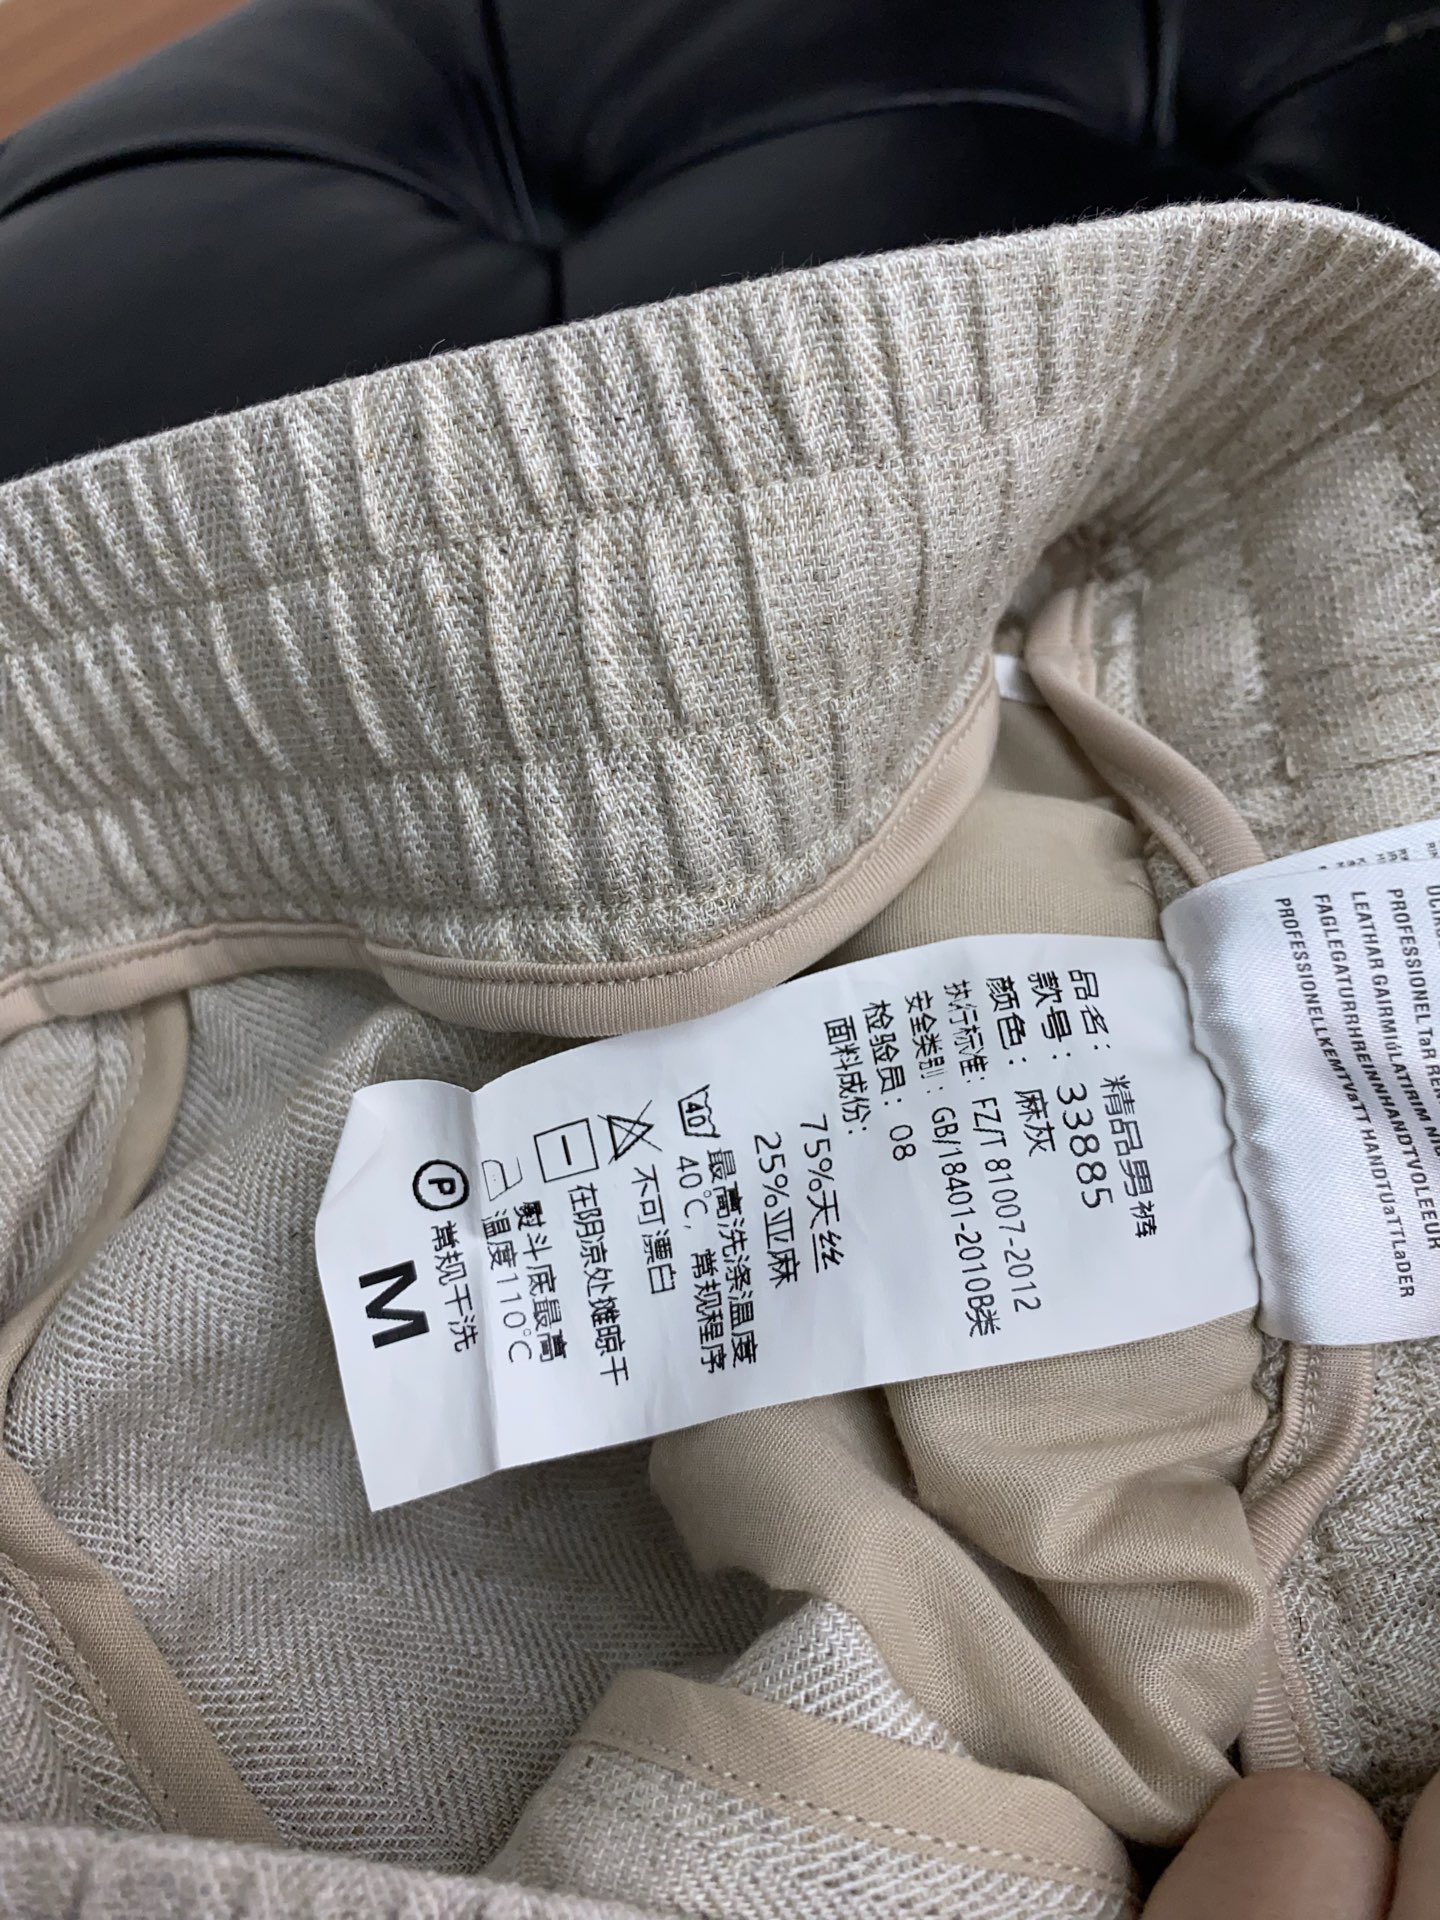 品名： 精品男裤
款号：33885
颜色： 麻灰
执行标准：FZ/T 81007-2012
安全类别：GB/18401-2010B类
检验员：08
面料成份：
75%天丝
25%亚麻
40
最高洗涤温度
40℃，常规程序
不可漂白
在阴凉处摊晾干
熨斗底最高
温度110℃
P
常规干洗
M
PROFESSIONEL
LEATHAR GAIRMIúLATIRIM
FAGLEGATURRHREINNHANDTVOLEEUR
PROFESSIONELLKEMTVaTT HANDTUaTTLaDER